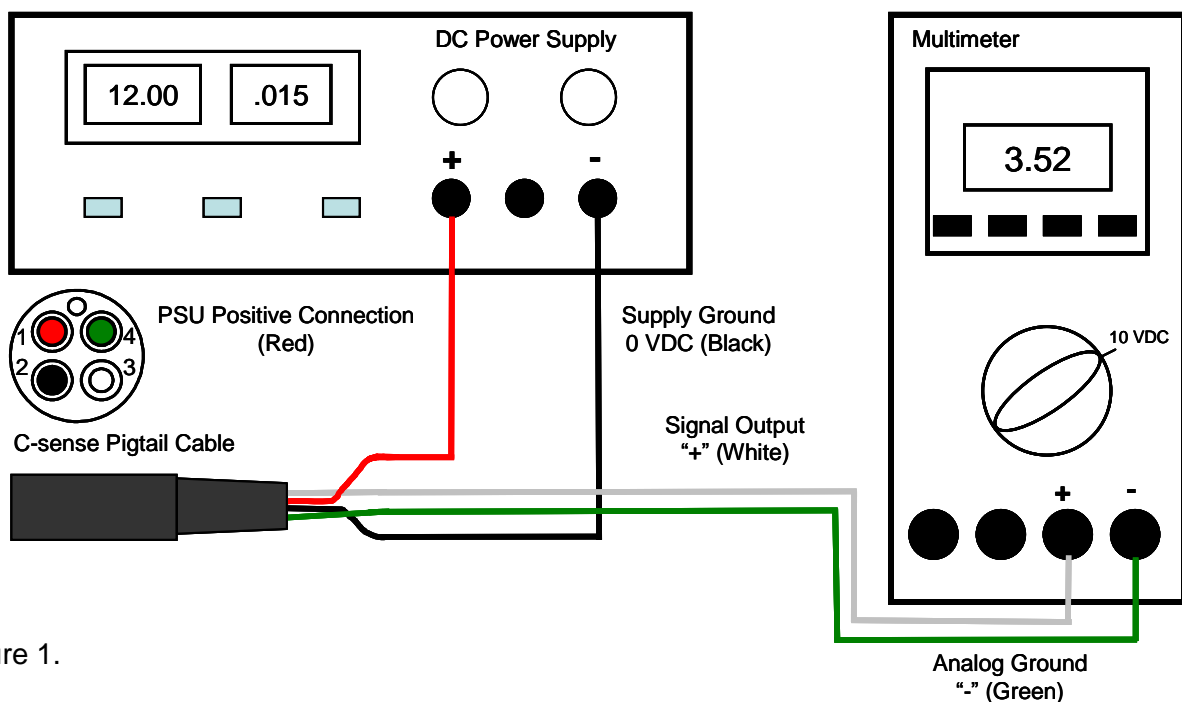 DC Power Supply
Multimeter
12.00
.015
3.52
+
-
PSU Positive Connection
(Red)
Supply Ground
0 VDC (Black)
10 VDC
1
4
2
3
C-sense Pigtail Cable
Signal Output
“+” (White)
+
-
ure 1.
Analog Ground
“-” (Green)